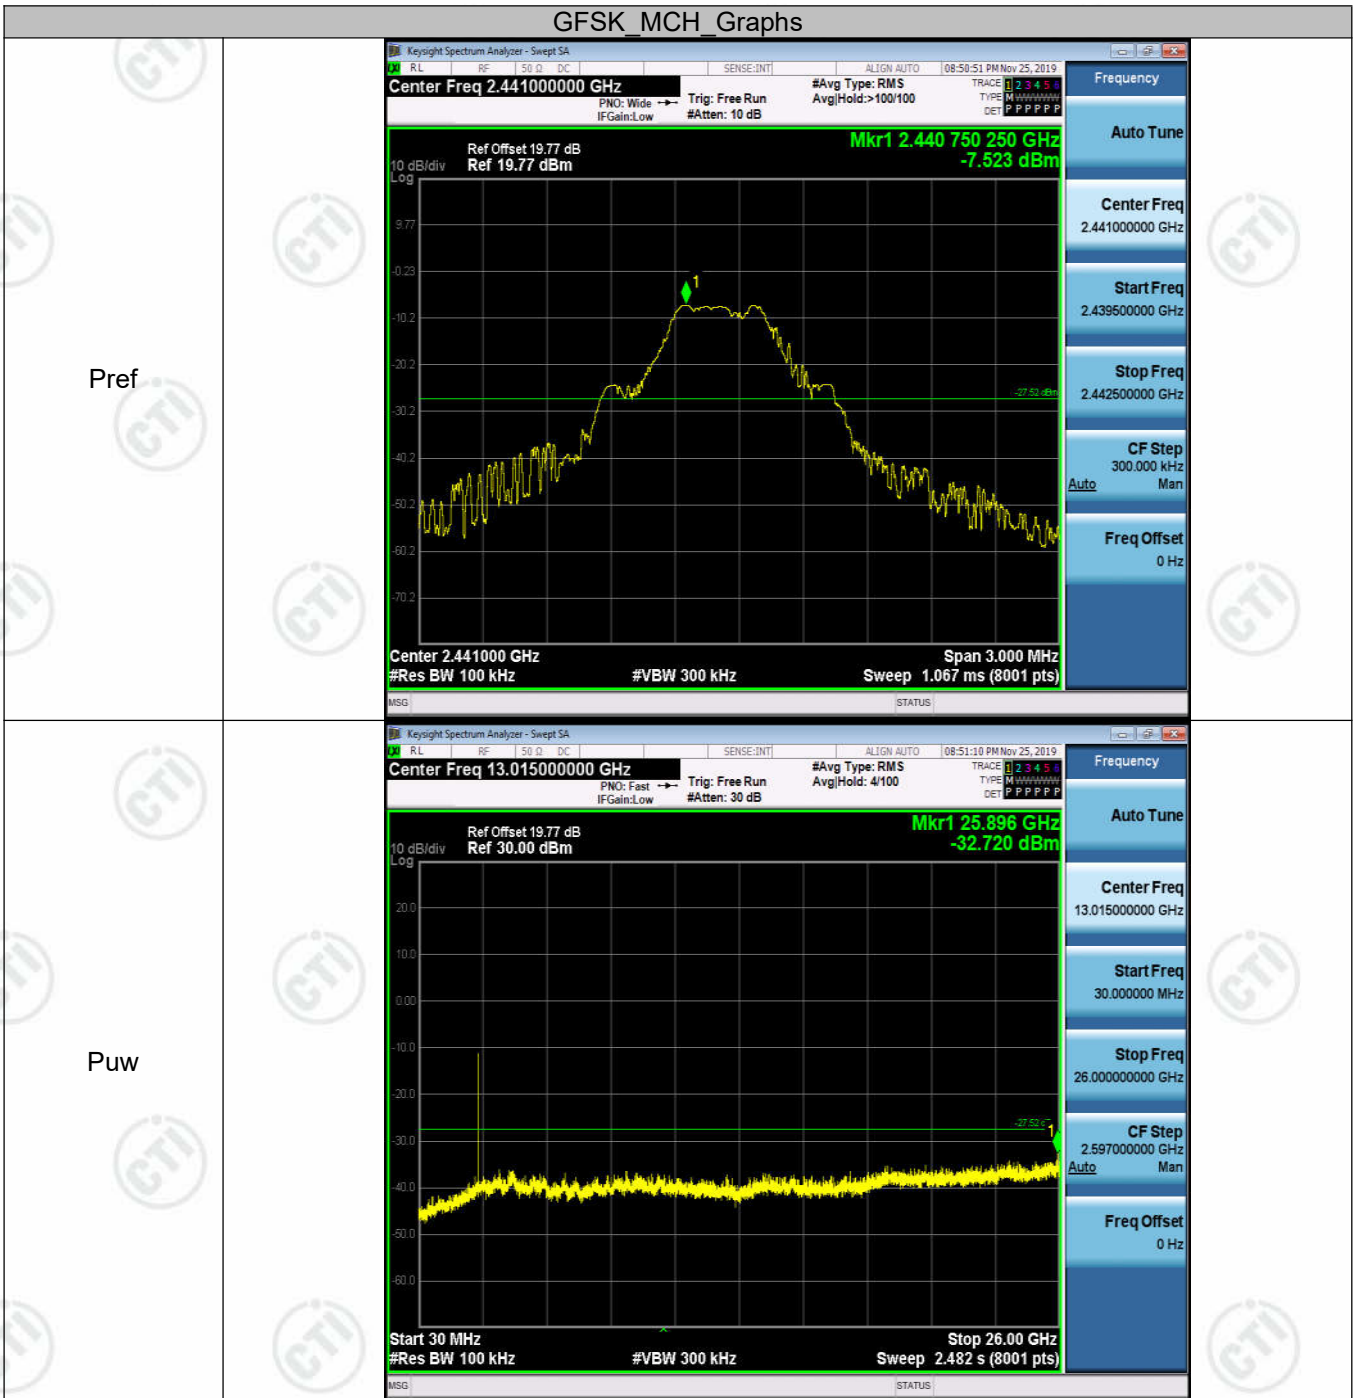 GFSK_MCH_Graphs
Pref
Keysight Spectrum Analyzer - Swept SA
RL RF 50 Ω DC SENSE:INT ALIGN AUTO 08:50:51 PM Nov 25, 2019
Center Freq 2.441000000 GHz
PNO: Wide
IFGain:Low
Trig: Free Run
#Atten: 10 dB
#Avg Type: RMS
Avg|Hold:>100/100
TRACE 1 2 3 4 5 6
TYPE M WWWWW
DET P P P P P P
Ref Offset 19.77 dB
10 dB/div Ref 19.77 dBm
Log
Mkr1 2.440 750 250 GHz
-7.523 dBm
9.77
-0.23
1
-10.2
-20.2
-27.52 dBm
-30.2
-40.2
-50.2
-60.2
-70.2
Center 2.441000 GHz Span 3.000 MHz
#Res BW 100 kHz #VBW 300 kHz Sweep 1.067 ms (8001 pts)
MSG STATUS
Frequency
Auto Tune
Center Freq
2.441000000 GHz
Start Freq
2.439500000 GHz
Stop Freq
2.442500000 GHz
CF Step
300.000 kHz
Auto Man
Freq Offset
0 Hz
Puw
Keysight Spectrum Analyzer - Swept SA
RL RF 50 Ω DC SENSE:INT ALIGN AUTO 08:51:10 PM Nov 25, 2019
Center Freq 13.015000000 GHz
PNO: Fast
IFGain:Low
Trig: Free Run
#Atten: 30 dB
#Avg Type: RMS
Avg|Hold: 4/100
TRACE 1 2 3 4 5 6
TYPE M WWWWW
DET P P P P P P
Ref Offset 19.77 dB
10 dB/div Ref 30.00 dBm
Log
Mkr1 25.896 GHz
-32.720 dBm
20.0
10.0
0.00
-10.0
-20.0
-27.52
1
-30.0
-40.0
-50.0
-60.0
Start 30 MHz Stop 26.00 GHz
#Res BW 100 kHz #VBW 300 kHz Sweep 2.482 s (8001 pts)
MSG STATUS
Frequency
Auto Tune
Center Freq
13.015000000 GHz
Start Freq
30.000000 MHz
Stop Freq
26.000000000 GHz
CF Step
2.597000000 GHz
Auto Man
Freq Offset
0 Hz
CTI